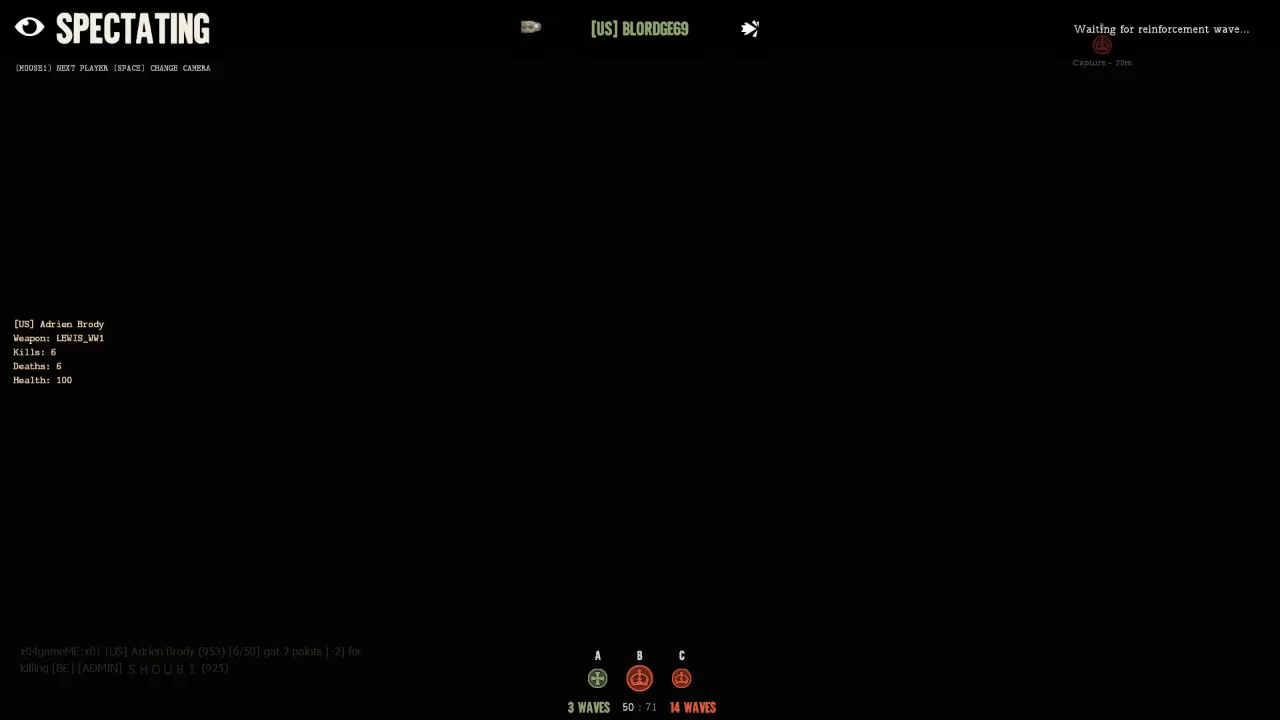 SPECTATING
[US] BLORDGE69
Waiting for reinforcement wave...
Capture - 20m
[MOUSE1] NEXT PLAYER [SPACE] CHANGE CAMERA
[US] Adrien Brody
Weapon: LEWIS_WW1
Kills: 6
Deaths: 6
Health: 100
x04gameME:x01 [US] Adrien Brody (953) [6/50] got 2 points [-2] for
killing [BE] [ADMIN] S H O U B I (925)
A B C
3 WAVES 50 : 71 14 WAVES